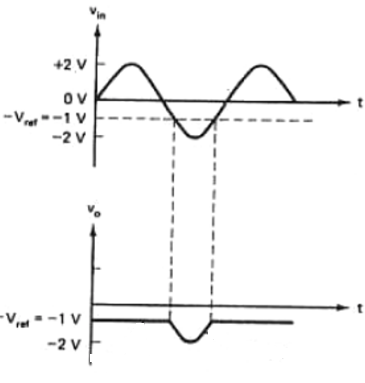 v_in
+2 V
0 V
t
-V_ref = -1 V
-2 V
v_o
t
-V_ref = -1 V
-2 V